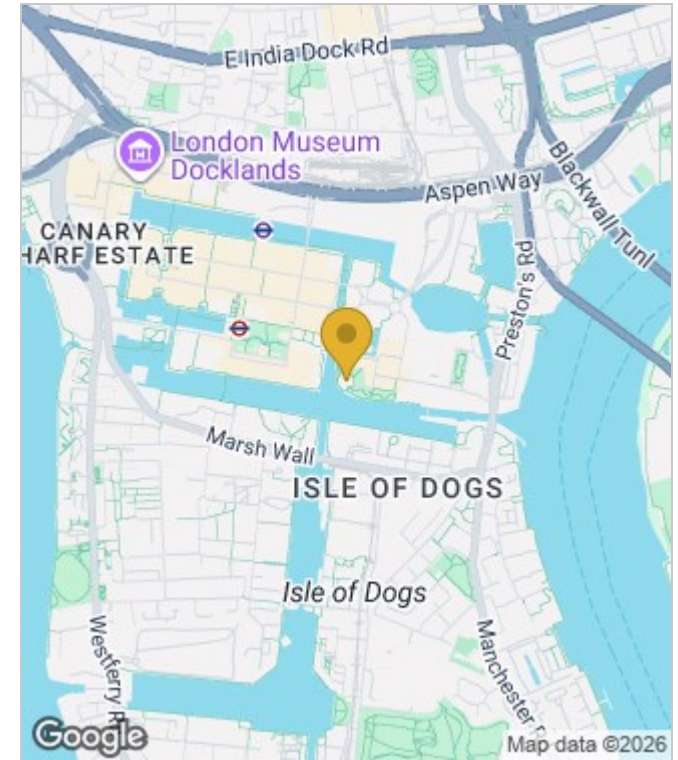 E India Dock Rd
London Museum
Docklands
Aspen Way
Blackwall Tunl
CANARY
HARF ESTATE
Preston's Rd
Marsh Wall
ISLE OF DOGS
Isle of Dogs
Westferry R
Manchester R
Google
Map data ©2026